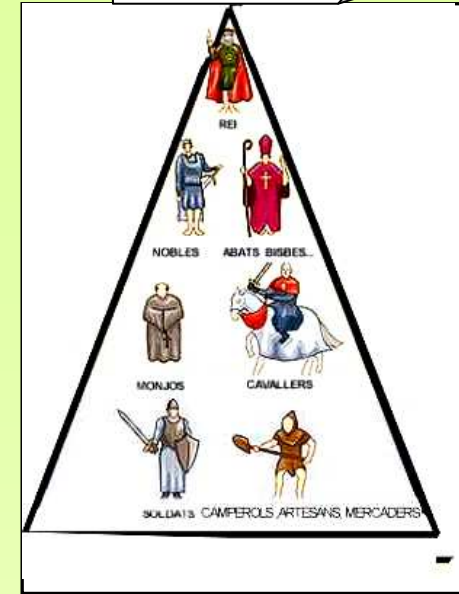 REI
NOBLES ABATS BISBES...
MONJOS CAVALLERS
SOLDATS CAMPEROLS, ARTESANS, MERCADERS